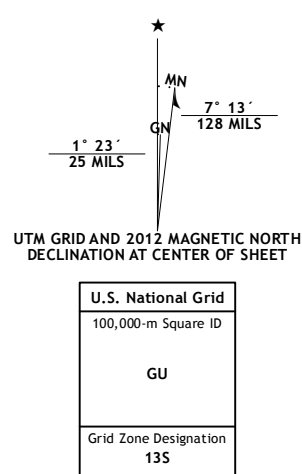 ★
MN
7° 13´
128 MILS
GN
1° 23´
25 MILS
UTM GRID AND 2012 MAGNETIC NORTH
DECLINATION AT CENTER OF SHEET
U.S. National Grid
100,000-m Square ID
GU
Grid Zone Designation
13S